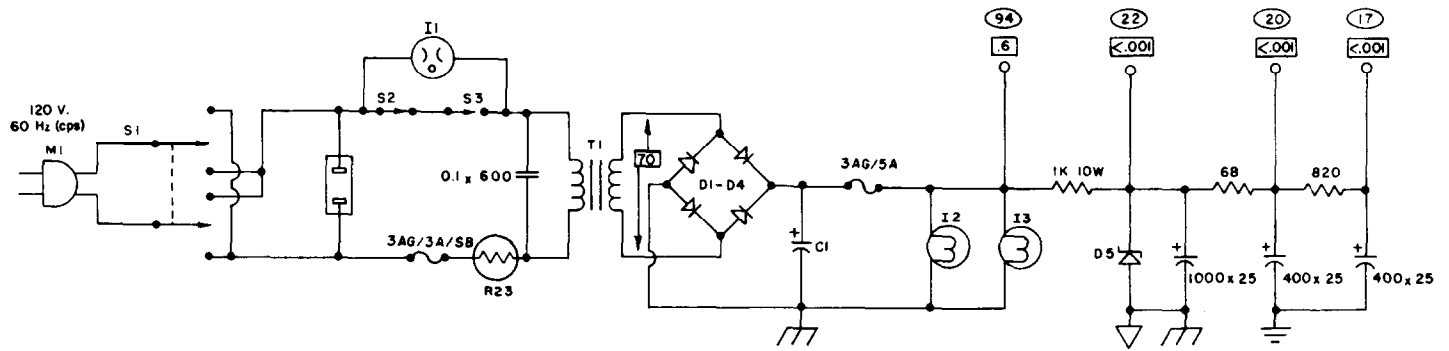 94
22
20
17
.6
<.001
<.001
<.001
I1
120 V.
60 Hz (cps)
S1
S2
S3
M1
T1
70
3AG/5A
1K 10W
68
820
0.1 x 600
D1-D4
I2
I3
3AG/3A/SB
+
C1
D5
+
+
+
1000 x 25
400 x 25
400 x 25
R23